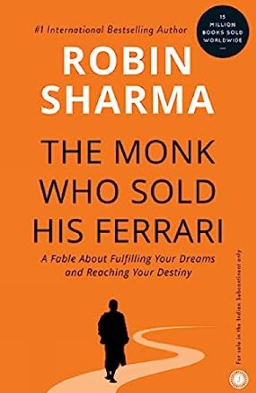 #1 International Bestselling Author
15
MILLION
BOOKS SOLD
WORLDWIDE
ROBIN
SHARMA
THE MONK
WHO SOLD
HIS FERRARI
A Fable About Fulfilling Your Dreams
and Reaching Your Destiny
For sale in the Indian Subcontinent only